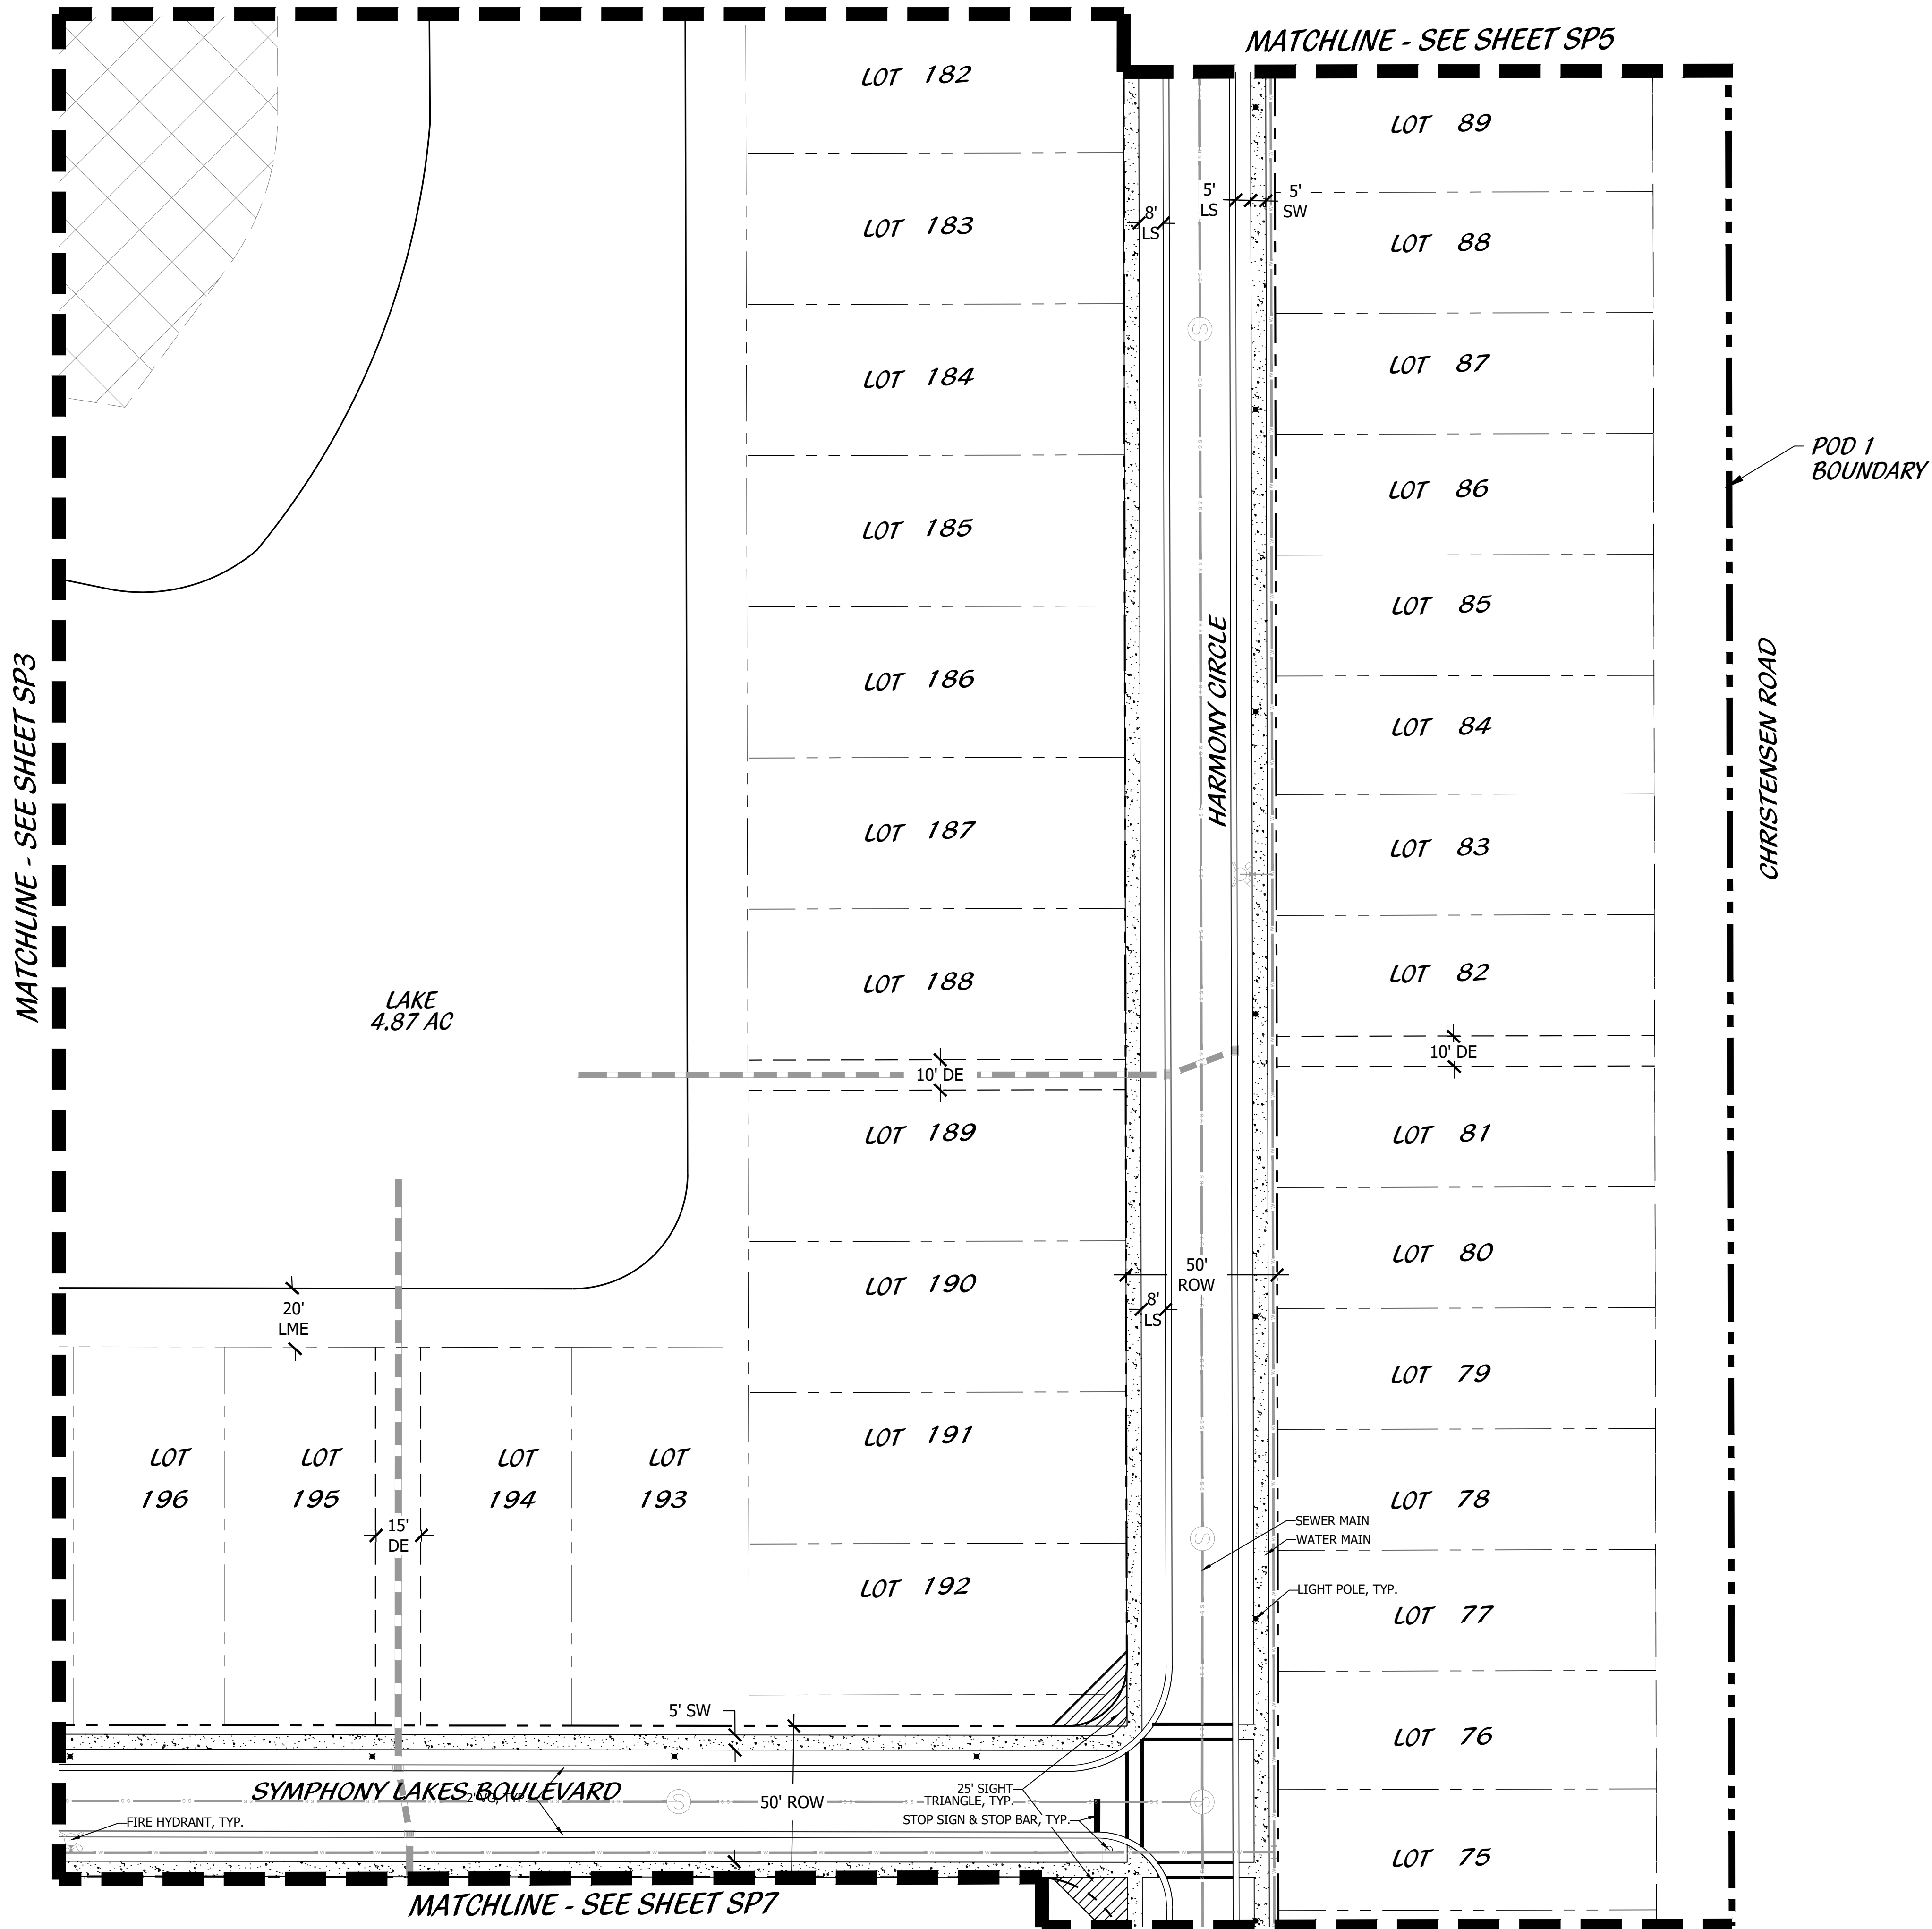 MATCHLINE - SEE SHEET SP5
LOT 182
LOT 89
8'
LS
5'
LS
5'
SW
LOT 183
LOT 88
LOT 184
LOT 87
POD 1
BOUNDARY
LOT 185
LOT 86
LOT 85
HARMONY CIRCLE
CHRISTENSEN ROAD
MATCHLINE - SEE SHEET SP3
LOT 186
LOT 84
LOT 187
LOT 83
LOT 188
LOT 82
LAKE
4.87 AC
10' DE
10' DE
LOT 189
LOT 81
LOT 190
LOT 80
50'
ROW
8'
LS
20'
LME
LOT 79
LOT 191
LOT
196
LOT
195
LOT
194
LOT
193
15'
DE
LOT 78
SEWER MAIN
WATER MAIN
LIGHT POLE, TYP.
LOT 192
LOT 77
5' SW
LOT 76
SYMPHONY LAKES BOULEVARD
2' VG, TYP.
50' ROW
25' SIGHT
TRIANGLE, TYP.
STOP SIGN & STOP BAR, TYP.
FIRE HYDRANT, TYP.
LOT 75
MATCHLINE - SEE SHEET SP7
S
S
S
S